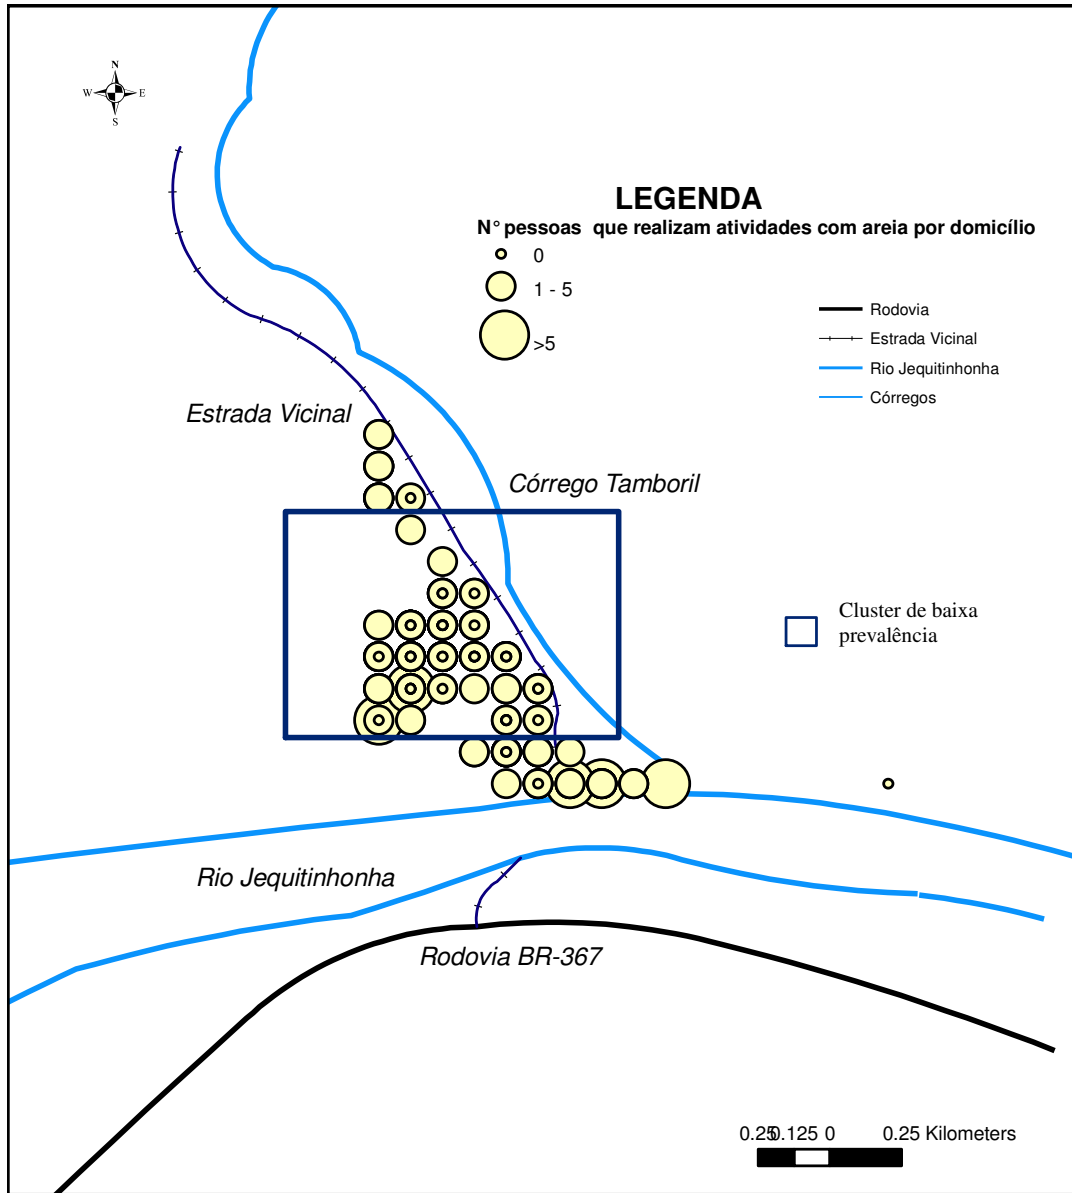 N
W E
S
LEGENDA
N° pessoas que realizam atividades com areia por domicílio
0
1 - 5
>5
Rodovia
Estrada Vicinal
Rio Jequitinhonha
Córregos
Estrada Vicinal
Córrego Tamboril
Cluster de baixa
prevalência
Rio Jequitinhonha
Rodovia BR-367
0.25 0.125 0 0.25 Kilometers